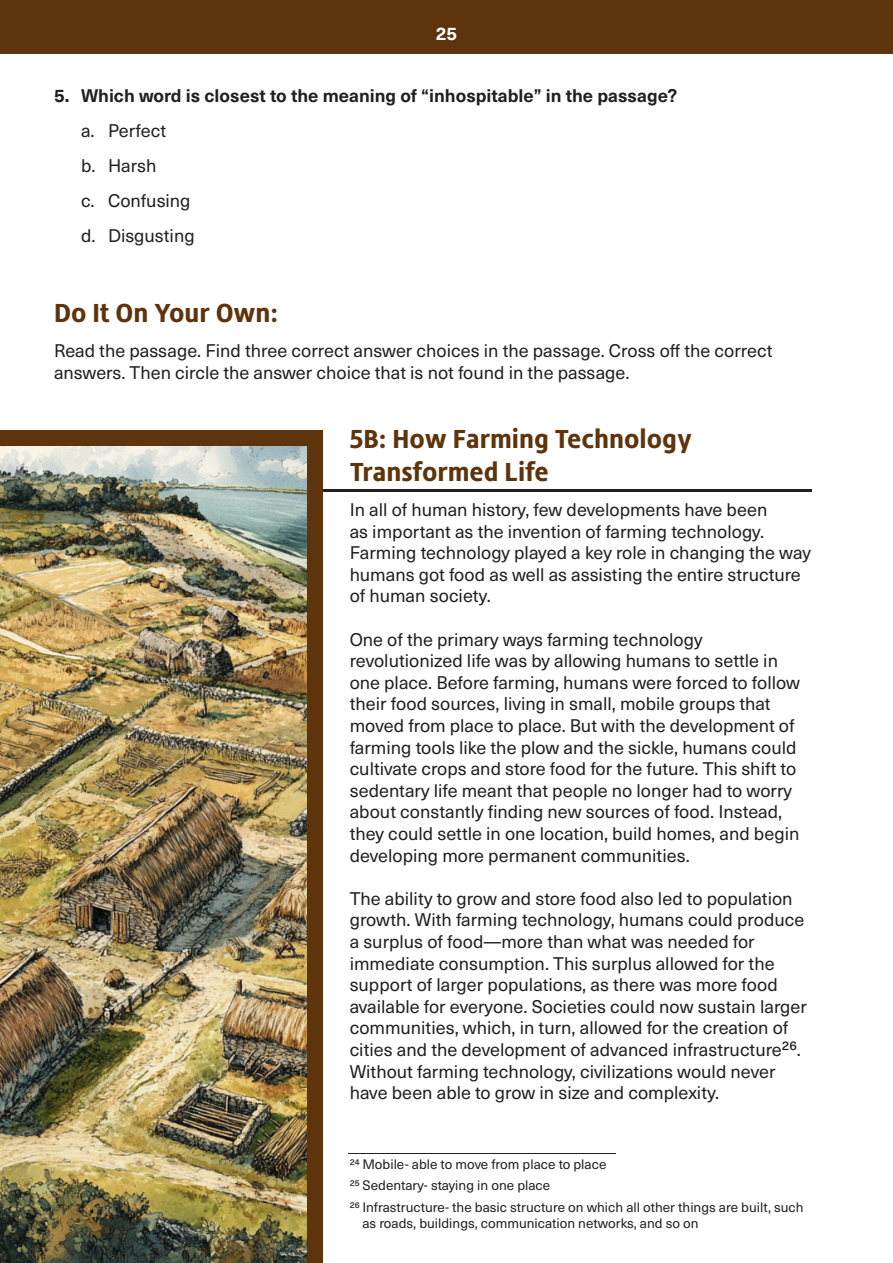 25
5. Which word is closest to the meaning of “inhospitable” in the passage?
a. Perfect
b. Harsh
c. Confusing
d. Disgusting
Do It On Your Own:
Read the passage. Find three correct answer choices in the passage. Cross off the correct
answers. Then circle the answer choice that is not found in the passage.
5B: How Farming Technology
Transformed Life
In all of human history, few developments have been
as important as the invention of farming technology.
Farming technology played a key role in changing the way
humans got food as well as assisting the entire structure
of human society.
One of the primary ways farming technology
revolutionized life was by allowing humans to settle in
one place. Before farming, humans were forced to follow
their food sources, living in small, mobile groups that
moved from place to place. But with the development of
farming tools like the plow and the sickle, humans could
cultivate crops and store food for the future. This shift to
sedentary life meant that people no longer had to worry
about constantly finding new sources of food. Instead,
they could settle in one location, build homes, and begin
developing more permanent communities.
The ability to grow and store food also led to population
growth. With farming technology, humans could produce
a surplus of food—more than what was needed for
immediate consumption. This surplus allowed for the
support of larger populations, as there was more food
available for everyone. Societies could now sustain larger
communities, which, in turn, allowed for the creation of
cities and the development of advanced infrastructure²⁶.
Without farming technology, civilizations would never
have been able to grow in size and complexity.
²⁴ Mobile- able to move from place to place
²⁵ Sedentary- staying in one place
²⁶ Infrastructure- the basic structure on which all other things are built, such
as roads, buildings, communication networks, and so on